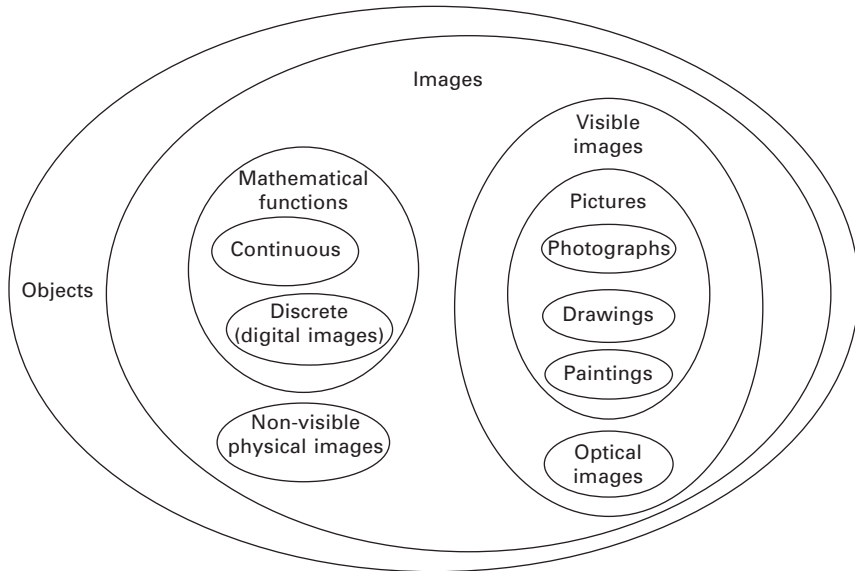 Images
Visible
images
Mathematical
functions
Pictures
Continuous
Photographs
Objects
Discrete
(digital images)
Drawings
Paintings
Non-visible
physical images
Optical
images